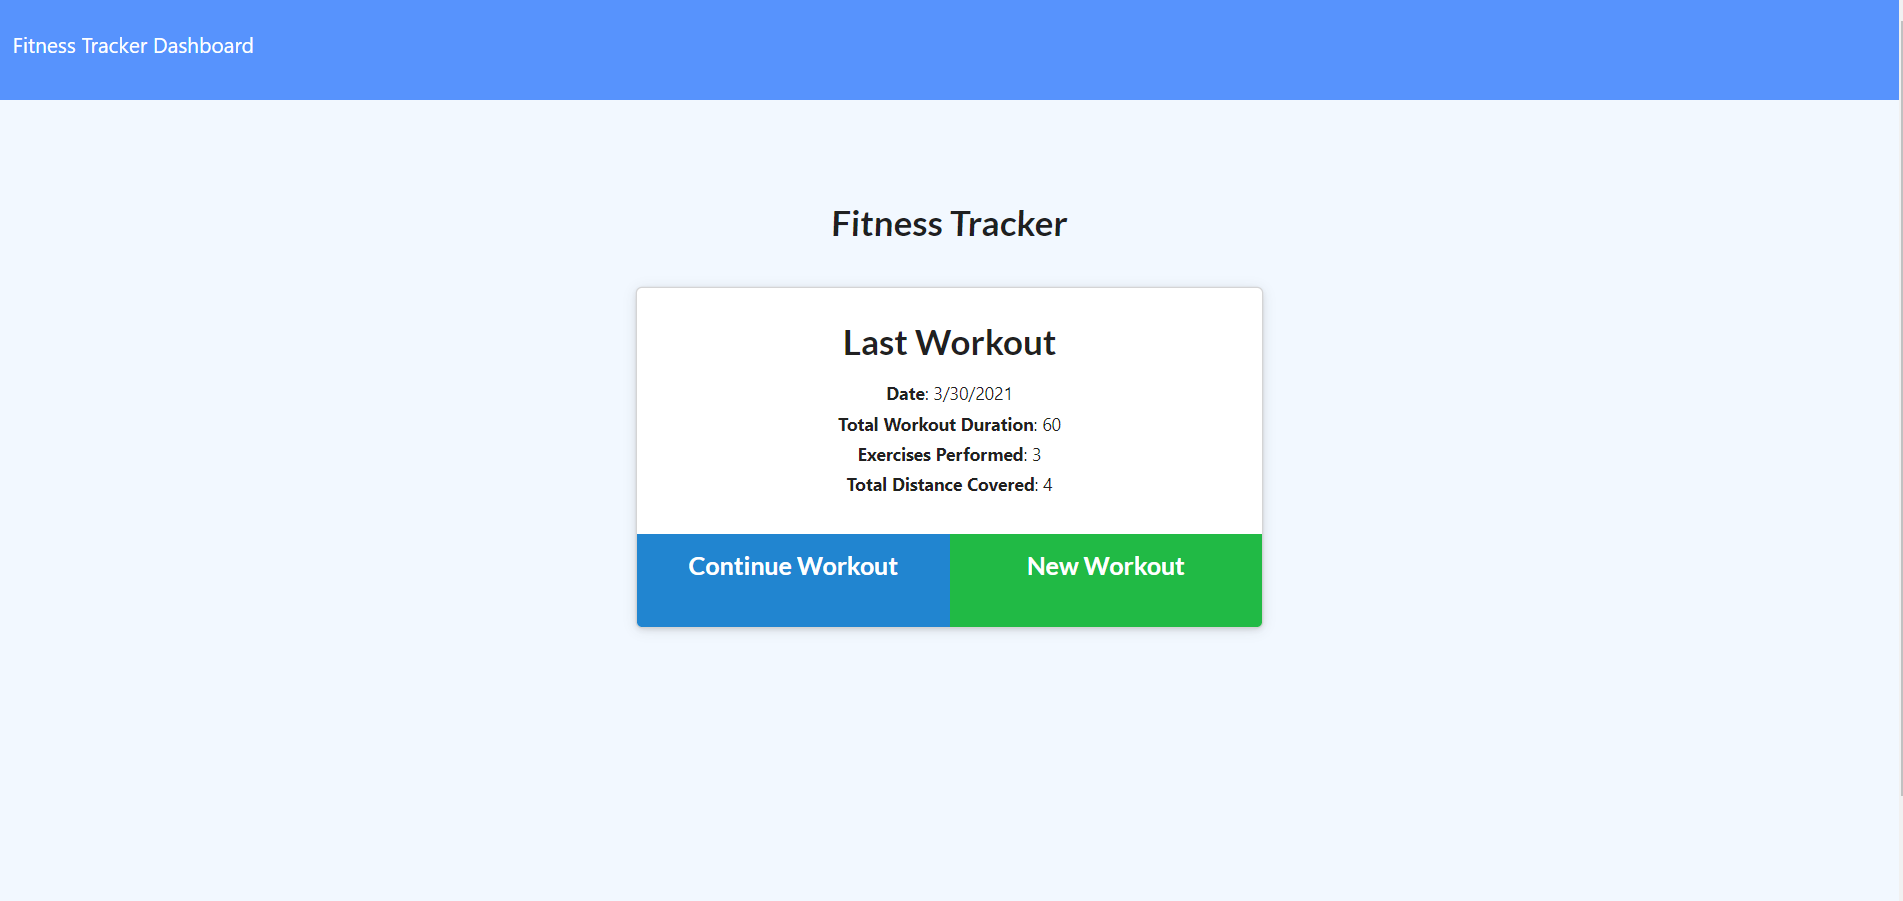 Fitness Tracker Dashboard
Fitness Tracker
Last Workout
Date: 3/30/2021
Total Workout Duration: 60
Exercises Performed: 3
Total Distance Covered: 4
Continue Workout
New Workout